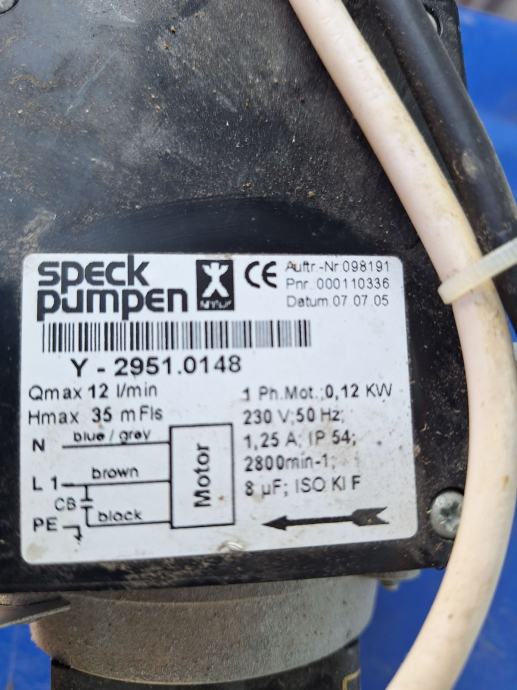 speck
pumpen
CE
Auftr.-Nr 098191
Pnr.:000110336
Datum 07.07.05
Y - 2951.0148
Qmax 12 l/min
Hmax 35 mFls
1 Ph.Mot.;0,12 KW
230 V;50 Hz;
1,25 A; IP 54;
2800min-1;
8 µF; ISO Kl F
N blue / grey
L 1 brown
CB
PE black
Motor